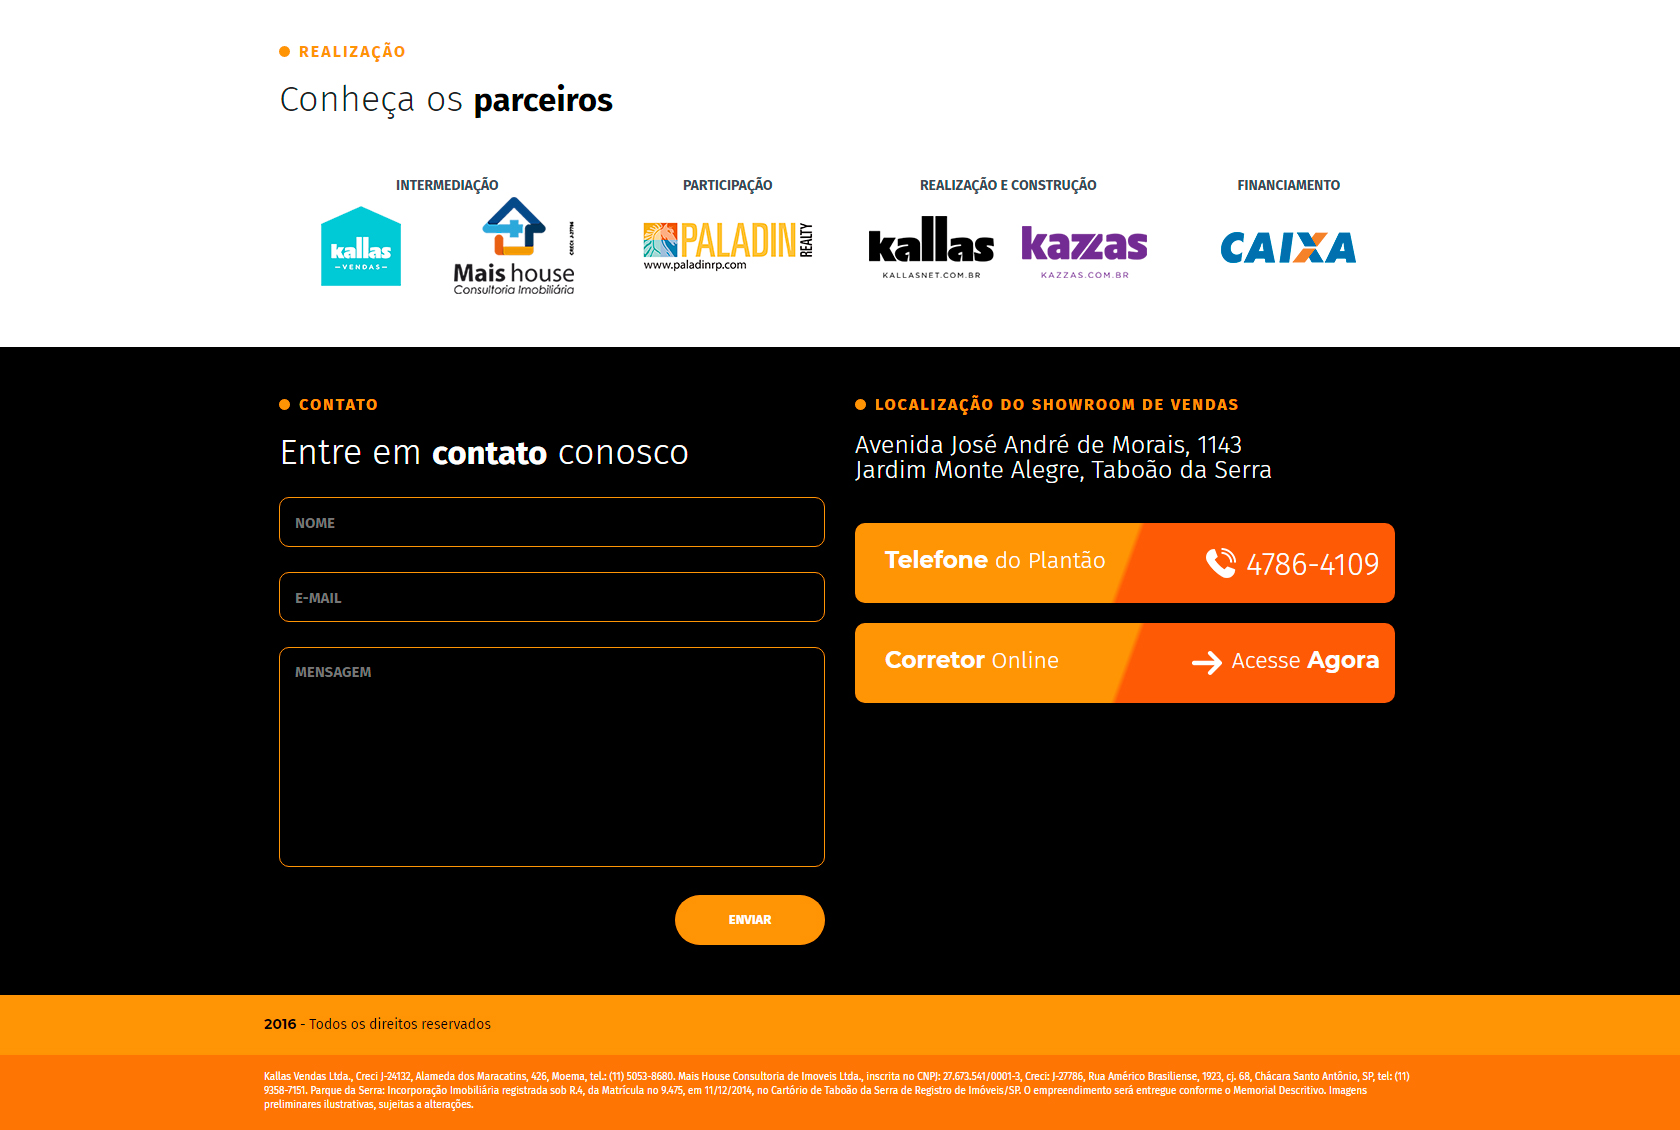 REALIZAÇÃO
Conheça os parceiros
INTERMEDIAÇÃO
kallas
VENDAS
CRECI J-27786
Mais house
Consultoria Imobiliária
PARTICIPAÇÃO
PALADIN REALTY
www.paladinrp.com
REALIZAÇÃO E CONSTRUÇÃO
kallas
KALLASNET.COM.BR
kazzas
KAZZAS.COM.BR
FINANCIAMENTO
CAIXA
CONTATO
Entre em contato conosco
NOME
E-MAIL
MENSAGEM
ENVIAR
LOCALIZAÇÃO DO SHOWROOM DE VENDAS
Avenida José André de Morais, 1143
Jardim Monte Alegre, Taboão da Serra
Telefone do Plantão 4786-4109
Corretor Online Acesse Agora
2016 - Todos os direitos reservados
Kallas Vendas Ltda., Creci J-24132, Alameda dos Maracatins, 426, Moema, tel.: (11) 5053-8680. Mais House Consultoria de Imoveis Ltda., inscrita no CNPJ: 27.673.541/0001-3, Creci: J-27786, Rua Américo Brasiliense, 1923, cj. 68, Chácara Santo Antônio, SP, tel: (11)
9358-7151. Parque da Serra: Incorporação Imobiliária registrada sob R.4, da Matrícula no 9.475, em 11/12/2014, no Cartório de Taboão da Serra de Registro de Imóveis/SP. O empreendimento será entregue conforme o Memorial Descritivo. Imagens
preliminares ilustrativas, sujeitas a alterações.